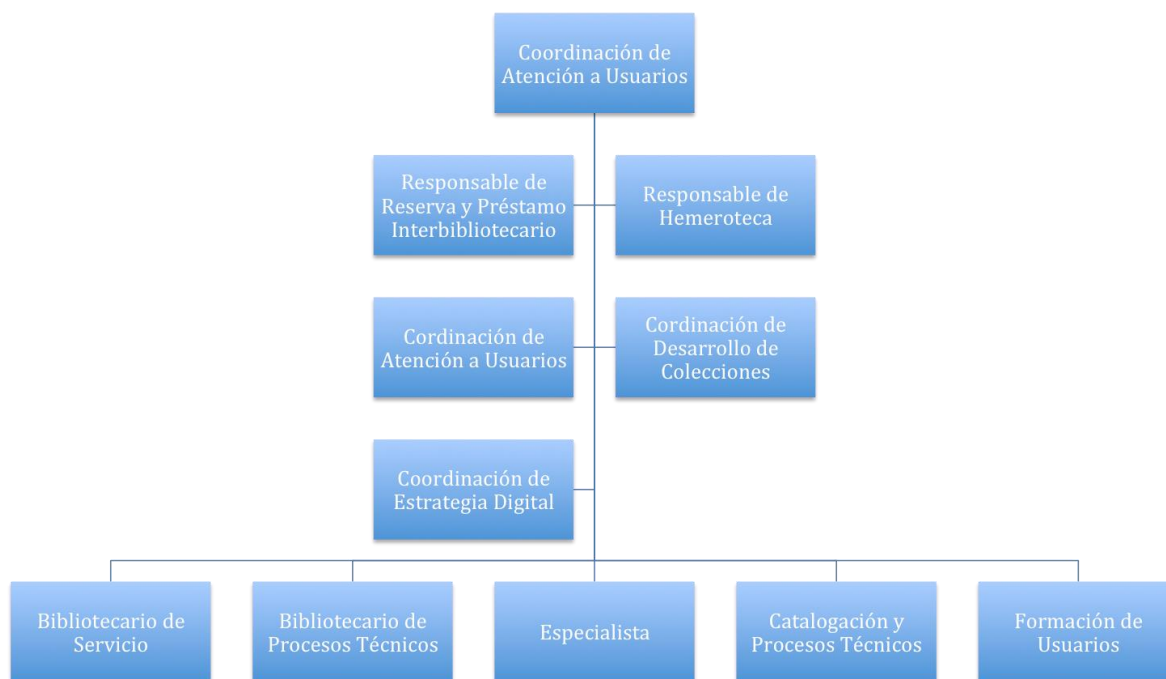 Coordinación de
Atención a Usuarios
Responsable de
Reserva y Préstamo
Interbibliotecario
Responsable de
Hemeroteca
Cordinación de
Atención a Usuarios
Cordinación de
Desarrollo de
Colecciones
Coordinación de
Estrategia Digital
Bibliotecario de
Servicio
Bibliotecario de
Procesos Técnicos
Especialista
Catalogación y
Procesos Técnicos
Formación de
Usuarios